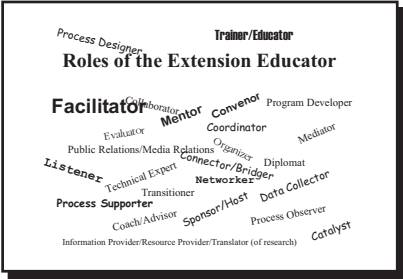 Process Designer
Trainer/Educator
Roles of the Extension Educator
Facilitator
Collaborator
Mentor
Convenor
Program Developer
Evaluator
Coordinator
Mediator
Public Relations/Media Relations
Organizer
Listener
Technical Expert
Connector/Bridger
Diplomat
Networker
Transitioner
Data Collector
Process Supporter
Coach/Advisor
Sponsor/Host
Process Observer
Catalyst
Information Provider/Resource Provider/Translator (of research)